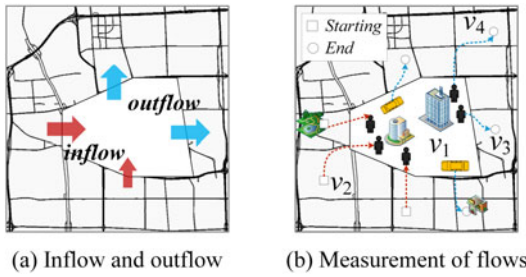 outflow
inflow
(a) Inflow and outflow
Starting
End
v4
v1
v3
v2
(b) Measurement of flows